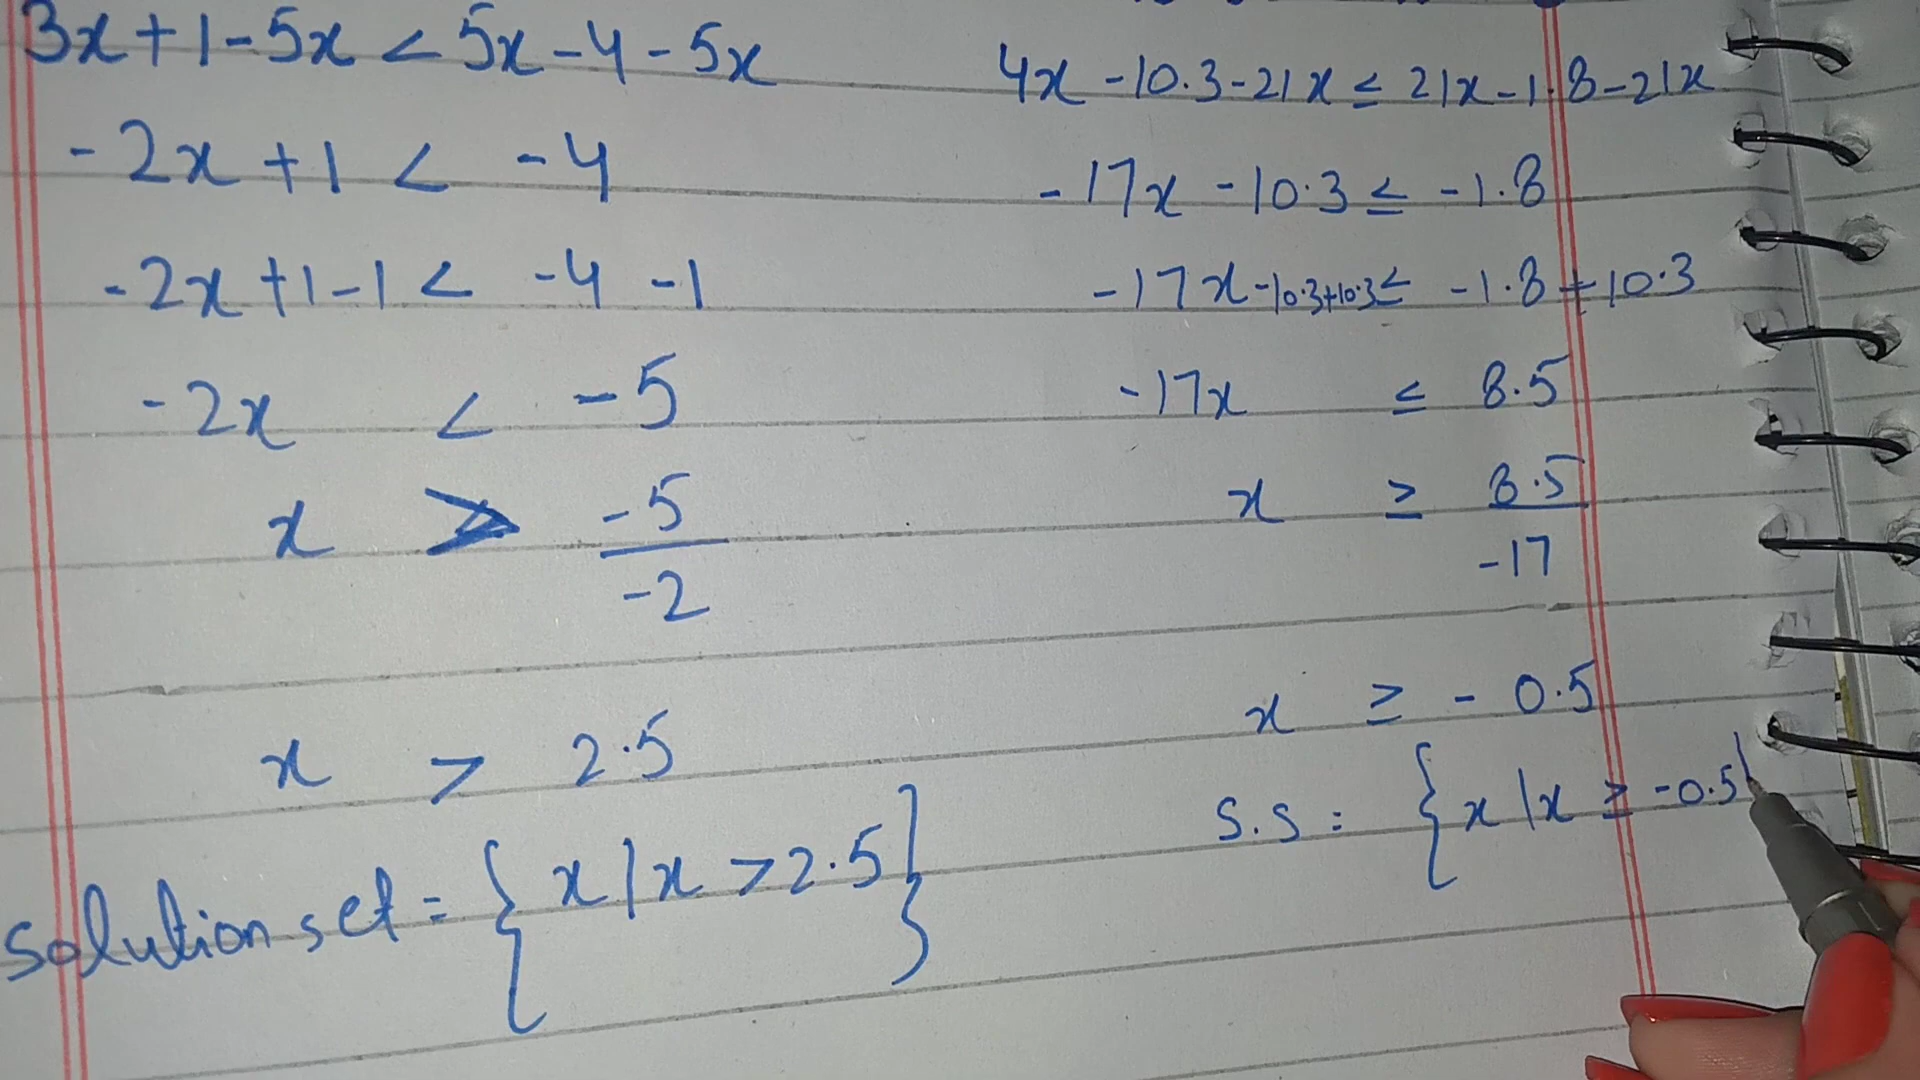 3x+1-5x < 5x-4-5x
-2x+1 < -4
-2x+1-1 < -4-1
-2x < -5
x > -5/-2
x > 2.5
solution set = {x/x >2.5}
4x-10.3-21x ≤ 21x-1.8-21x
-17x-10.3 ≤ -1.8
-17x-10.3+10.3 ≤ -1.8+10.3
-17x ≤ 8.5
x ≥ 8.5/-17
x ≥ -0.5
S.S = {x/x ≥ -0.5